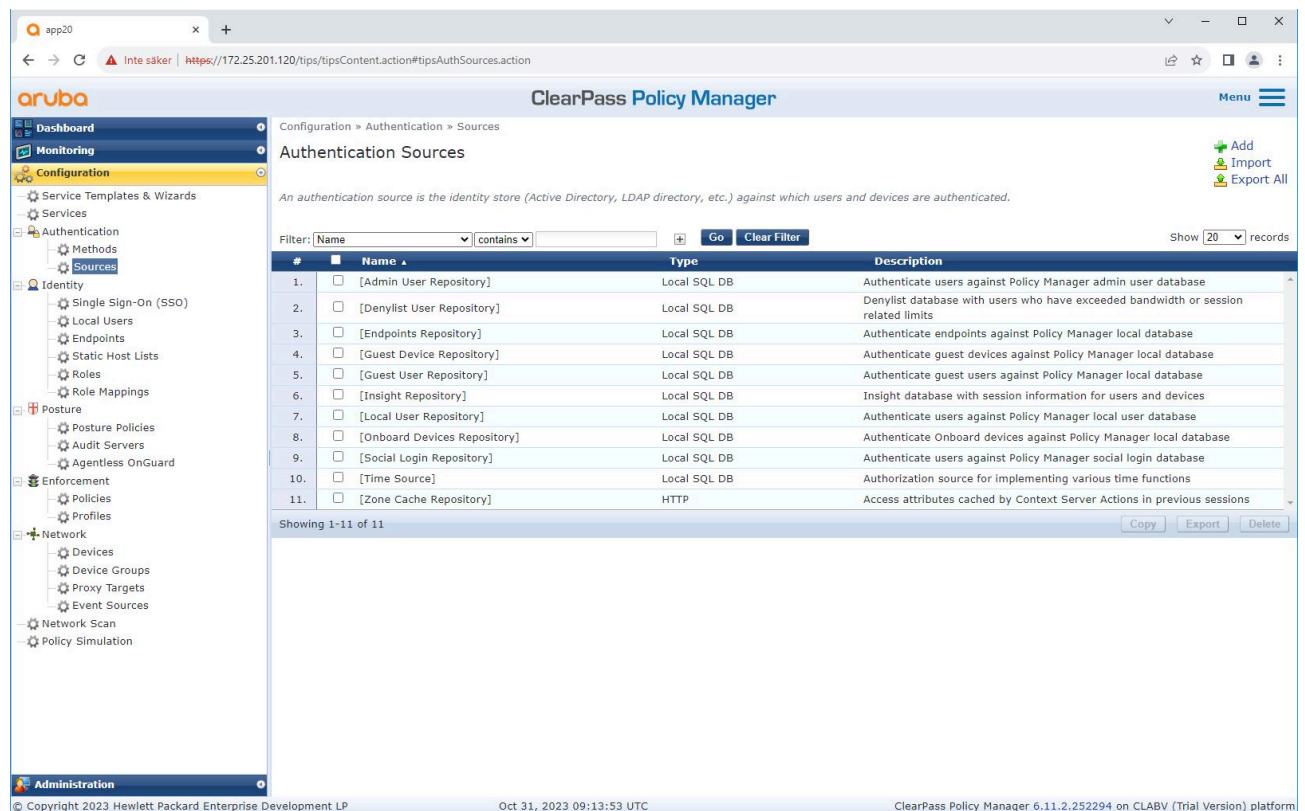 app20
Inte säker | https://172.25.201.120/tips/tipsContent.action#tipsAuthSources.action
aruba
ClearPass Policy Manager
Menu
Dashboard
Monitoring
Configuration
Service Templates & Wizards
Services
Authentication
Methods
Sources
Identity
Single Sign-On (SSO)
Local Users
Endpoints
Static Host Lists
Roles
Role Mappings
Posture
Posture Policies
Audit Servers
Agentless OnGuard
Enforcement
Policies
Profiles
Network
Devices
Device Groups
Proxy Targets
Event Sources
Network Scan
Policy Simulation
Administration
Configuration » Authentication » Sources
Authentication Sources
Add
Import
Export All
An authentication source is the identity store (Active Directory, LDAP directory, etc.) against which users and devices are authenticated.
Filter: Name contains Go Clear Filter Show 20 records
# Name Type Description
1. [Admin User Repository] Local SQL DB Authenticate users against Policy Manager admin user database
2. [Denylist User Repository] Local SQL DB Denylist database with users who have exceeded bandwidth or session
related limits
3. [Endpoints Repository] Local SQL DB Authenticate endpoints against Policy Manager local database
4. [Guest Device Repository] Local SQL DB Authenticate guest devices against Policy Manager local database
5. [Guest User Repository] Local SQL DB Authenticate guest users against Policy Manager local database
6. [Insight Repository] Local SQL DB Insight database with session information for users and devices
7. [Local User Repository] Local SQL DB Authenticate users against Policy Manager local user database
8. [Onboard Devices Repository] Local SQL DB Authenticate Onboard devices against Policy Manager local database
9. [Social Login Repository] Local SQL DB Authenticate users against Policy Manager social login database
10. [Time Source] Local SQL DB Authorization source for implementing various time functions
11. [Zone Cache Repository] HTTP Access attributes cached by Context Server Actions in previous sessions
Showing 1-11 of 11 Copy Export Delete
© Copyright 2023 Hewlett Packard Enterprise Development LP Oct 31, 2023 09:13:53 UTC ClearPass Policy Manager 6.11.2.252294 on CLABV (Trial Version) platform